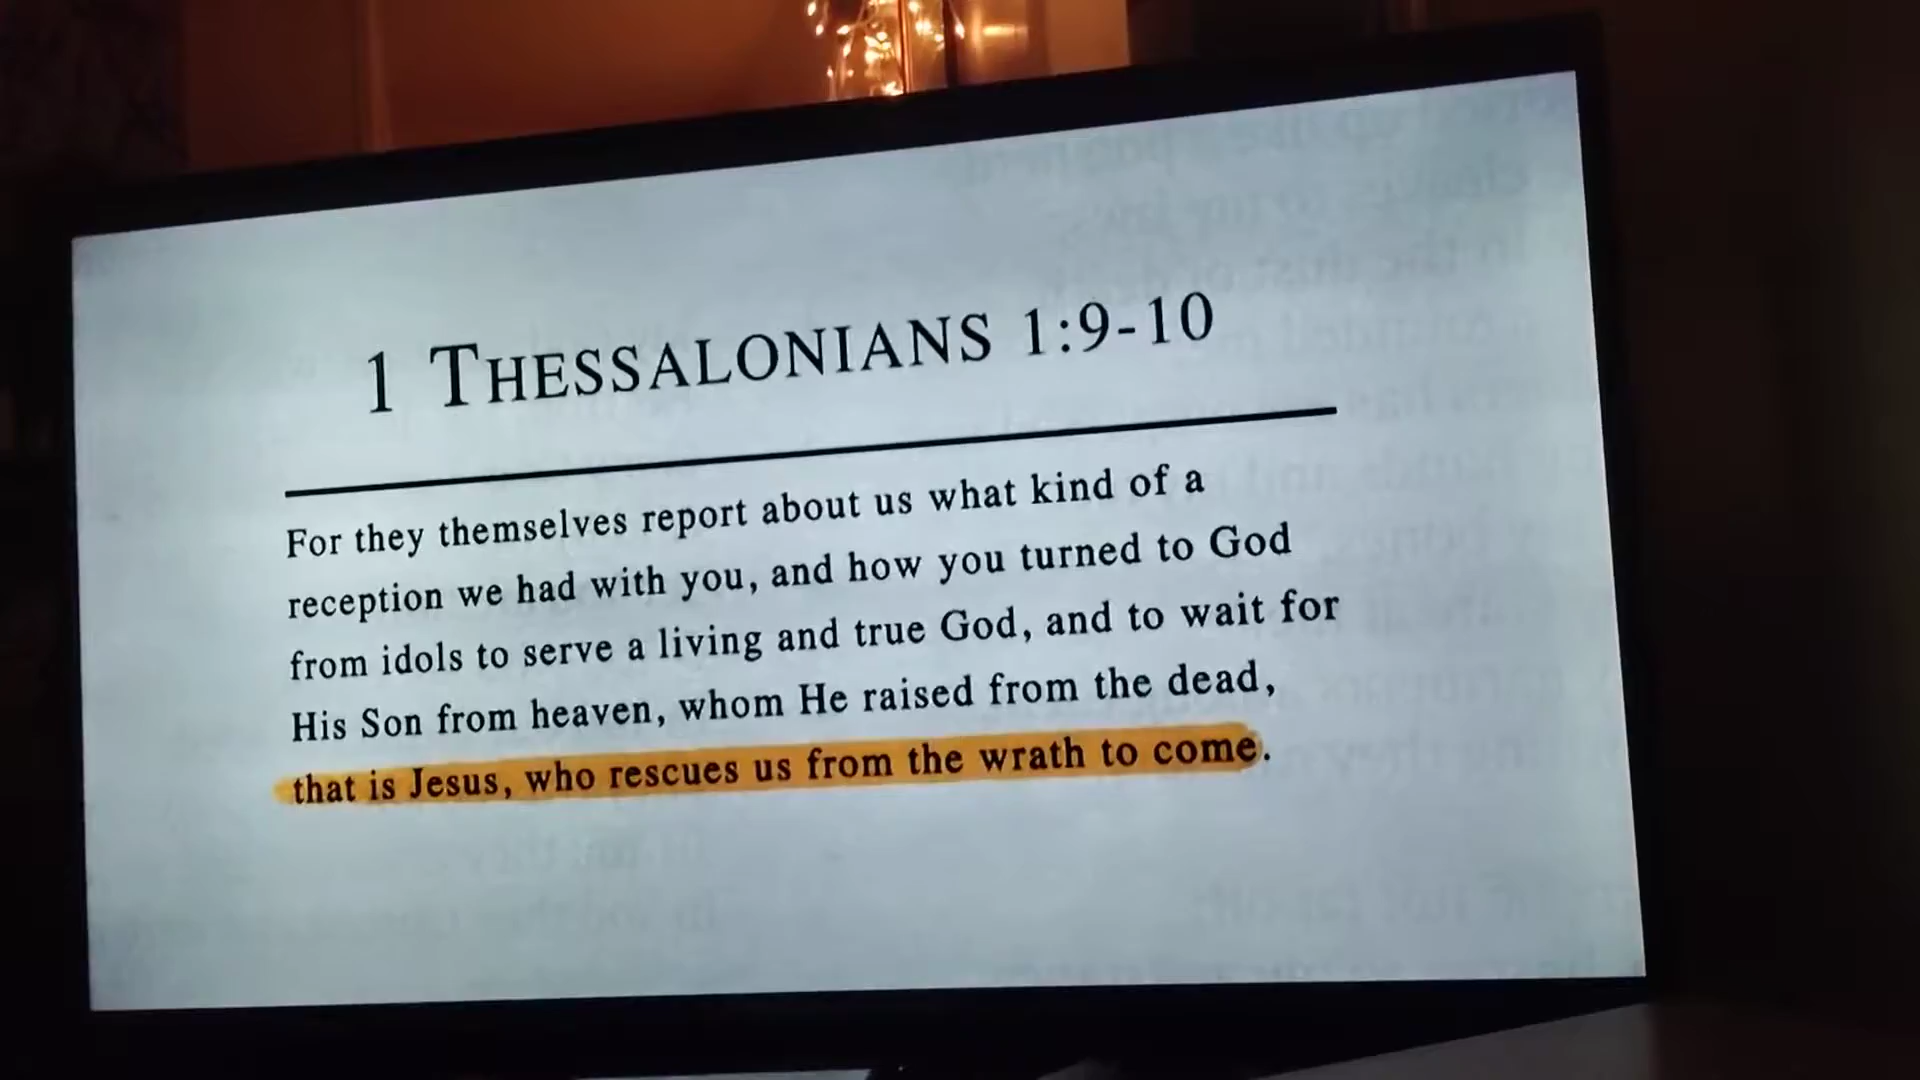 1 THESSALONIANS 1:9-10
For they themselves report about us what kind of a
reception we had with you, and how you turned to God
from idols to serve a living and true God, and to wait for
His Son from heaven, whom He raised from the dead,
that is Jesus, who rescues us from the wrath to come.